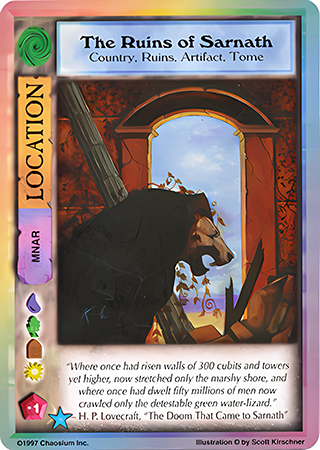 The Ruins of Sarnath
Country, Ruins, Artifact, Tome
LOCATION
MNAR
"Where once had risen walls of 300 cubits and towers
yet higher, now stretched only the marshy shore, and
where once had dwelt fifty millions of men now
crawled only the detestable green water-lizard."
H. P. Lovecraft, "The Doom That Came to Sarnath"
-1
©1997 Chaosium Inc.
Illustration © by Scott Kirschner